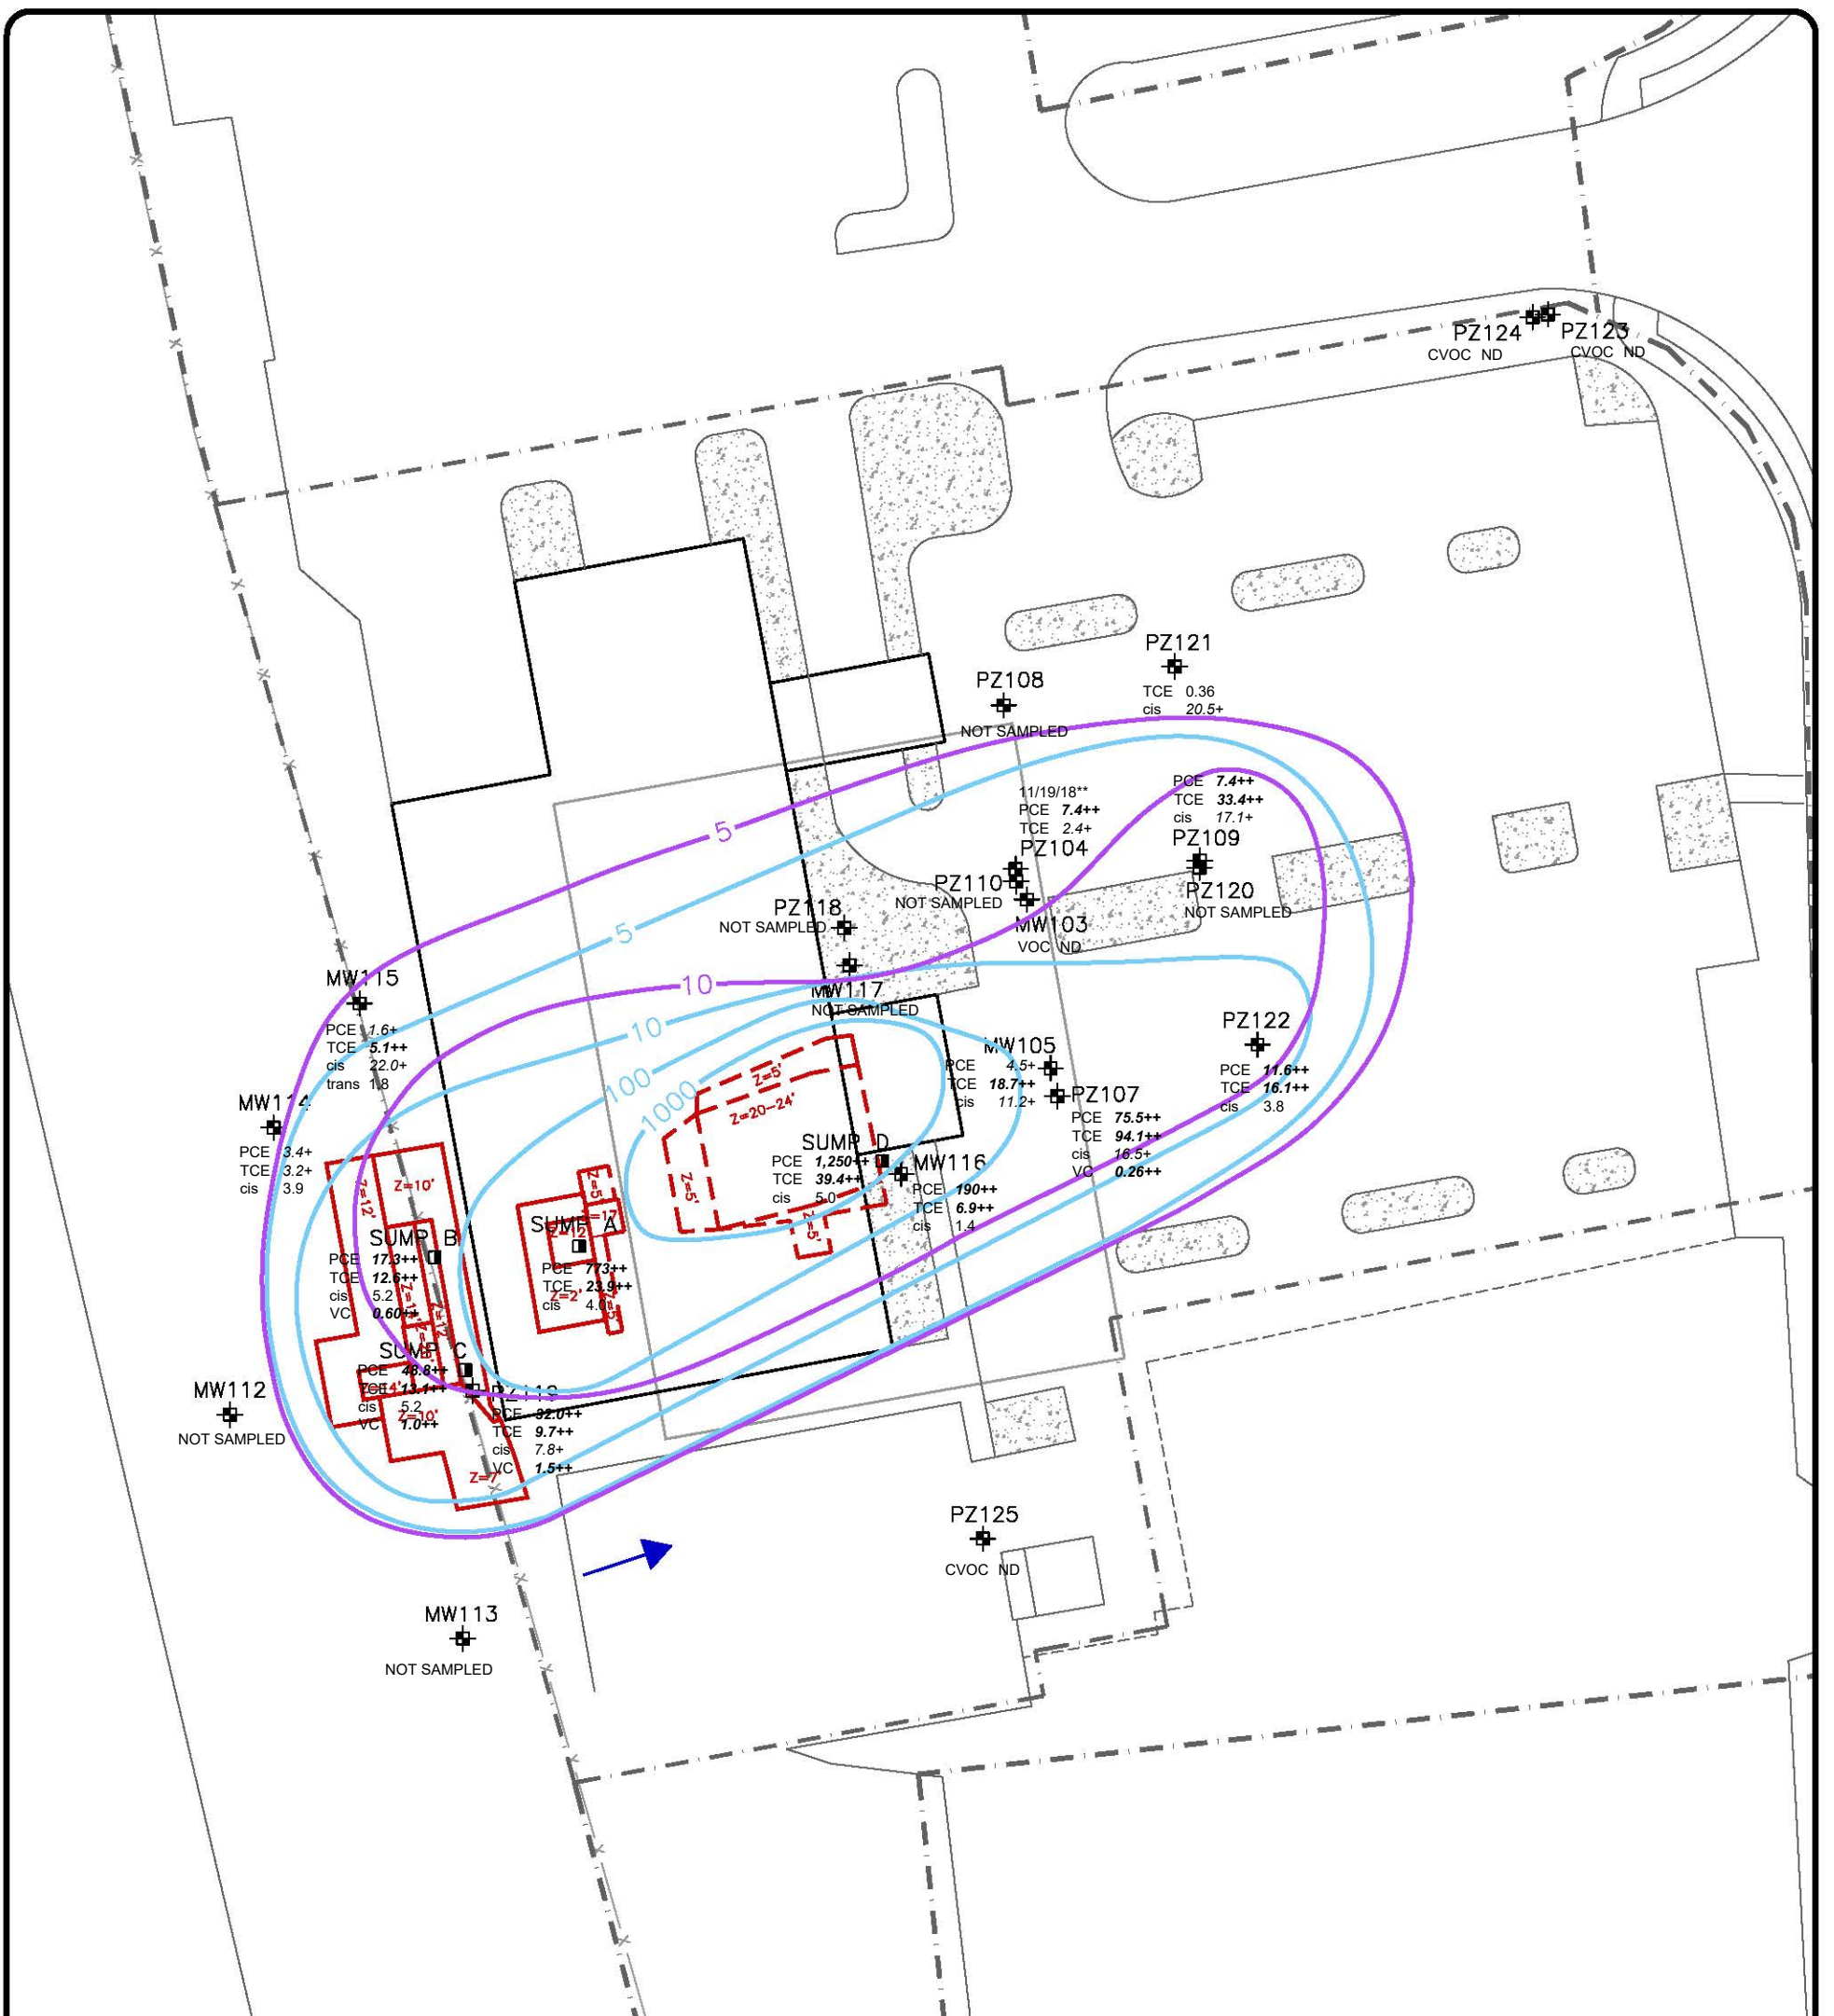 PZ124
CVOC ND
PZ123
CVOC ND
PZ121
TCE 0.36
cis 20.5+
PZ108
NOT SAMPLED
11/19/18**
PCE 7.4++
TCE 2.4+
PZ104
PCE 7.4++
TCE 33.4++
cis 17.1+
PZ109
PZ120
NOT SAMPLED
PZ110
NOT SAMPLED
MW103
VOC ND
PZ118
NOT SAMPLED
MW117
NOT SAMPLED
5
5
10
10
100
1000
MW115
PCE 1.6+
TCE 5.1++
cis 22.0+
trans 1.8
MW114
PCE 3.4+
TCE 3.2+
cis 3.9
MW105
PCE 4.5+
TCE 18.7++
cis 11.2+
PZ107
PCE 75.5++
TCE 94.1++
cis 16.5+
VC 0.26++
PZ122
PCE 11.6++
TCE 16.1++
cis 3.8
Z=5'
Z=20-24'
Z=5'
Z=5'
SUMP D
PCE 1,250++
TCE 39.4++
cis 5.0
MW116
PCE 190++
TCE 6.9++
cis 1.4
Z=5'
Z=17'
Z=12'
SUMP A
PCE 773++
TCE 23.9++
cis 4.0
Z=2'
Z=5'
Z=12'
Z=10'
SUMP B
PCE 17.3++
TCE 12.6++
cis 5.2
VC 0.60++
Z=12'
SUMP C
PCE 48.8++
TCE 13.1++
cis 5.2
VC 1.0++
Z=10'
PZ119
PCE 32.0++
TCE 9.7++
cis 7.8+
VC 1.5++
Z=7'
MW112
NOT SAMPLED
MW113
NOT SAMPLED
PZ125
CVOC ND